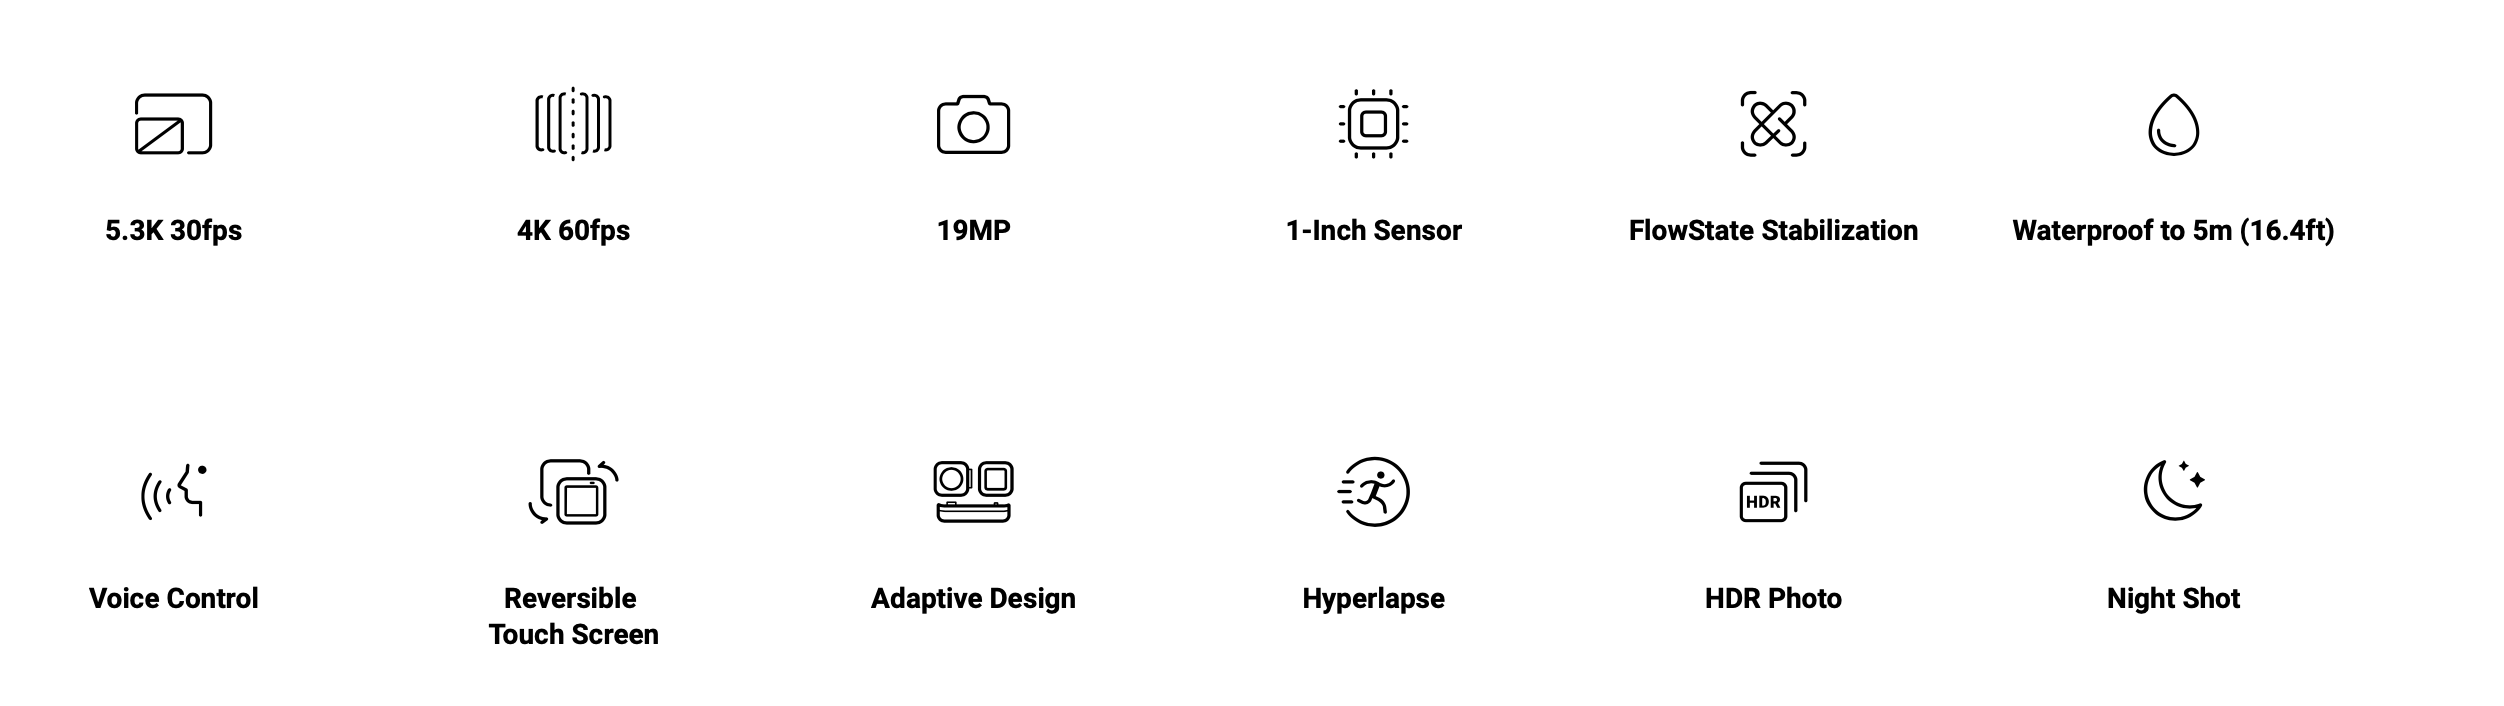 5.3K 30fps
4K 60fps
19MP
1-Inch Sensor
FlowState Stabilization
Waterproof to 5m (16.4ft)
HDR
Voice Control
Reversible
Touch Screen
Adaptive Design
Hyperlapse
HDR Photo
Night Shot